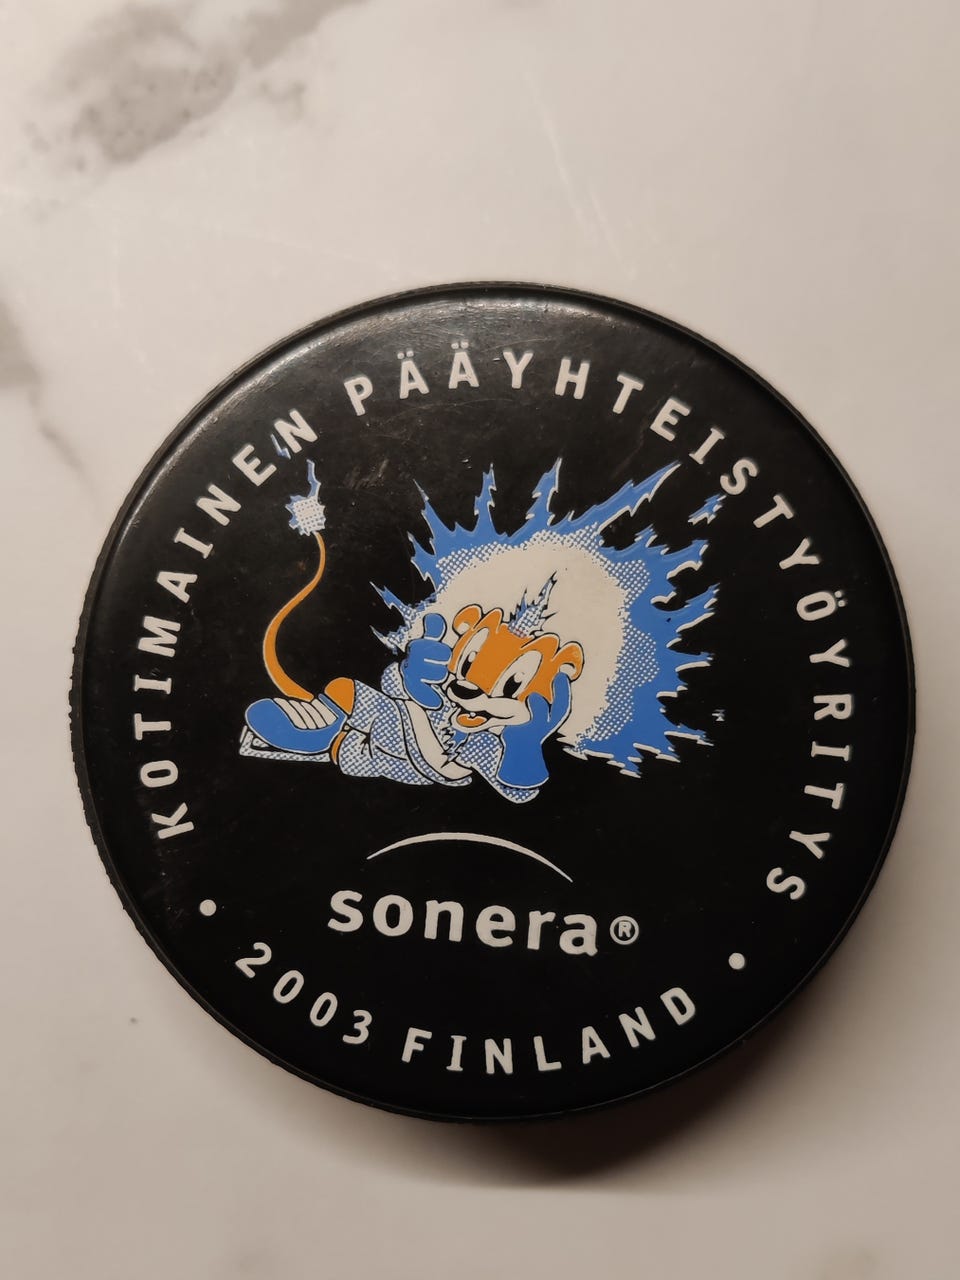 KOTIMAINEN PÄÄYHTEISTYÖYRITYS
sonera®
• 2003 FINLAND •